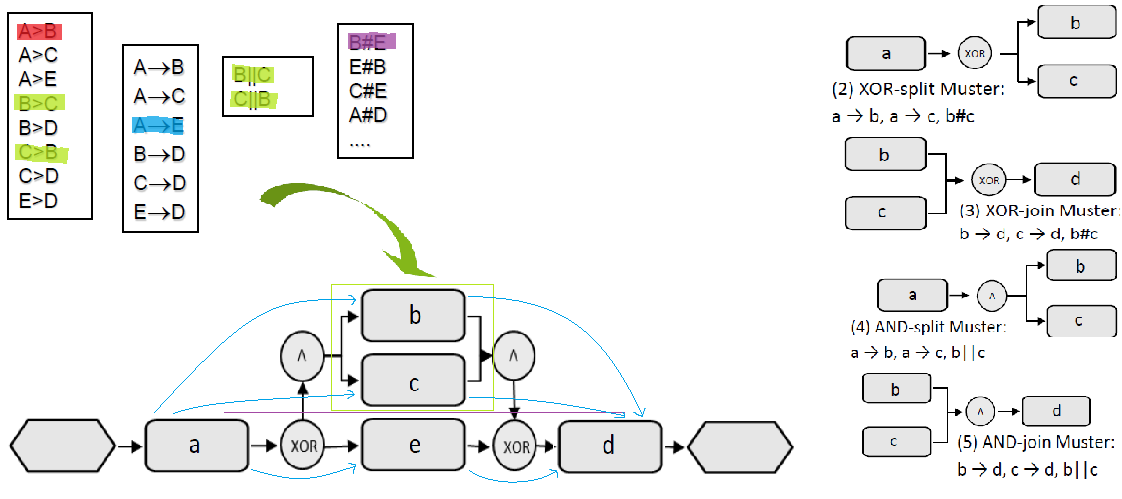 A>B
A>C
A>E
B>C
B>D
C>B
C>D
E>D
A→B
A→C
A→E
B→D
C→D
E→D
B||C
C||B
B#E
E#B
C#E
A#D
....
a
XOR
b
c
(2) XOR-split Muster:
a → b, a → c, b#c
b
c
XOR
d
(3) XOR-join Muster:
b → d, c → d, b#c
a
∧
b
c
(4) AND-split Muster:
a → b, a → c, b||c
b
c
∧
d
(5) AND-join Muster:
b → d, c → d, b||c
b
∧
∧
c
a
XOR
e
XOR
d